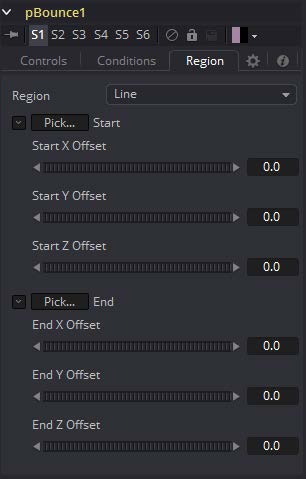 pBounce1
S1 S2 S3 S4 S5 S6
Controls Conditions Region
Region Line
Pick... Start
Start X Offset
0.0
Start Y Offset
0.0
Start Z Offset
0.0
Pick... End
End X Offset
0.0
End Y Offset
0.0
End Z Offset
0.0